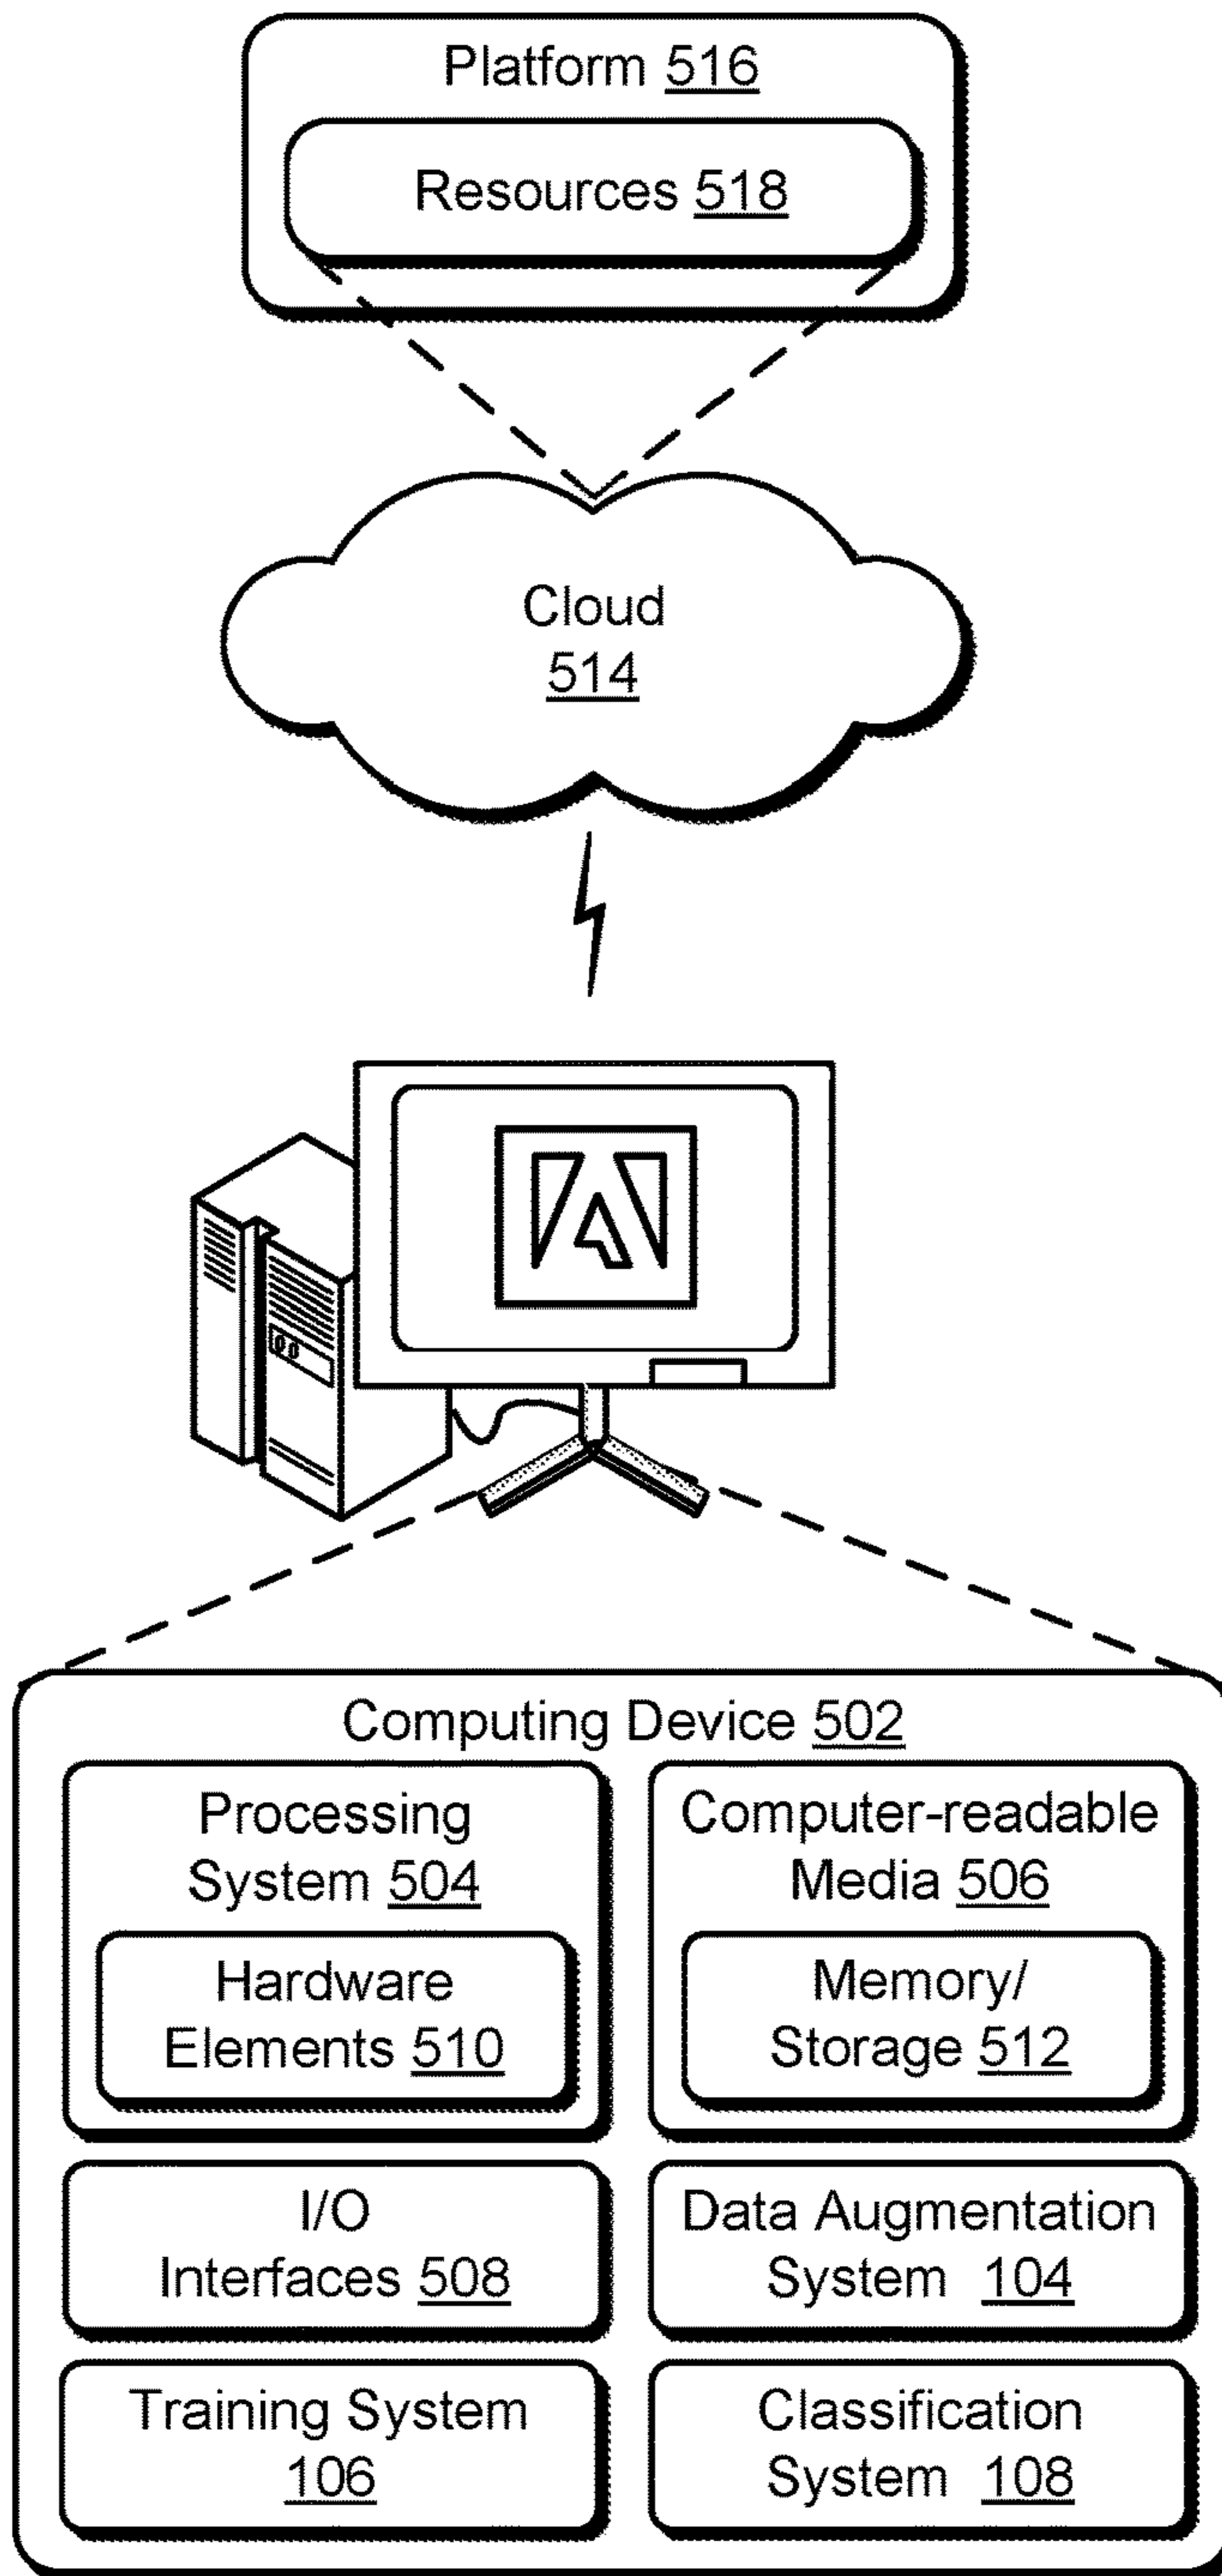 Platform 516
Resources 518
Cloud
514
Computing Device 502
Processing
System 504
Hardware
Elements 510
Computer-readable
Media 506
Memory/
Storage 512
I/O
Interfaces 508
Data Augmentation
System 104
Training System
106
Classification
System 108